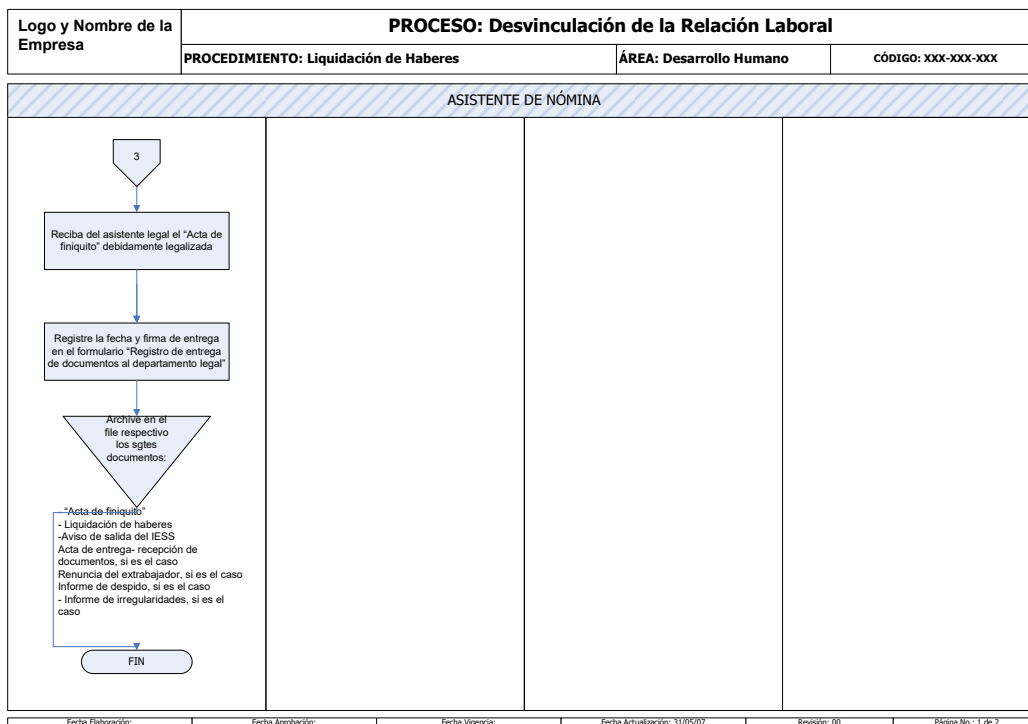 Logo y Nombre de la
Empresa
PROCESO: Desvinculación de la Relación Laboral
PROCEDIMIENTO: Liquidación de Haberes
ÁREA: Desarrollo Humano
CÓDIGO: XXX-XXX-XXX
ASISTENTE DE NÓMINA
3
Reciba del asistente legal el “Acta de
finiquito” debidamente legalizada
Registre la fecha y firma de entrega
en el formulario “Registro de entrega
de documentos al departamento legal”
Archive en el
file respectivo
los sgtes
documentos:
- “Acta de finiquito”
- Liquidación de haberes
-Aviso de salida del IESS
Acta de entrega- recepción de
documentos, si es el caso
Renuncia del extrabajador, si es el caso
Informe de despido, si es el caso
- Informe de irregularidades, si es el
caso
FIN
Fecha Elaboración:
Fecha Aprobación:
Fecha Vigencia:
Fecha Actualización: 31/05/07
Revisión: 00
Página No.: 1 de 2